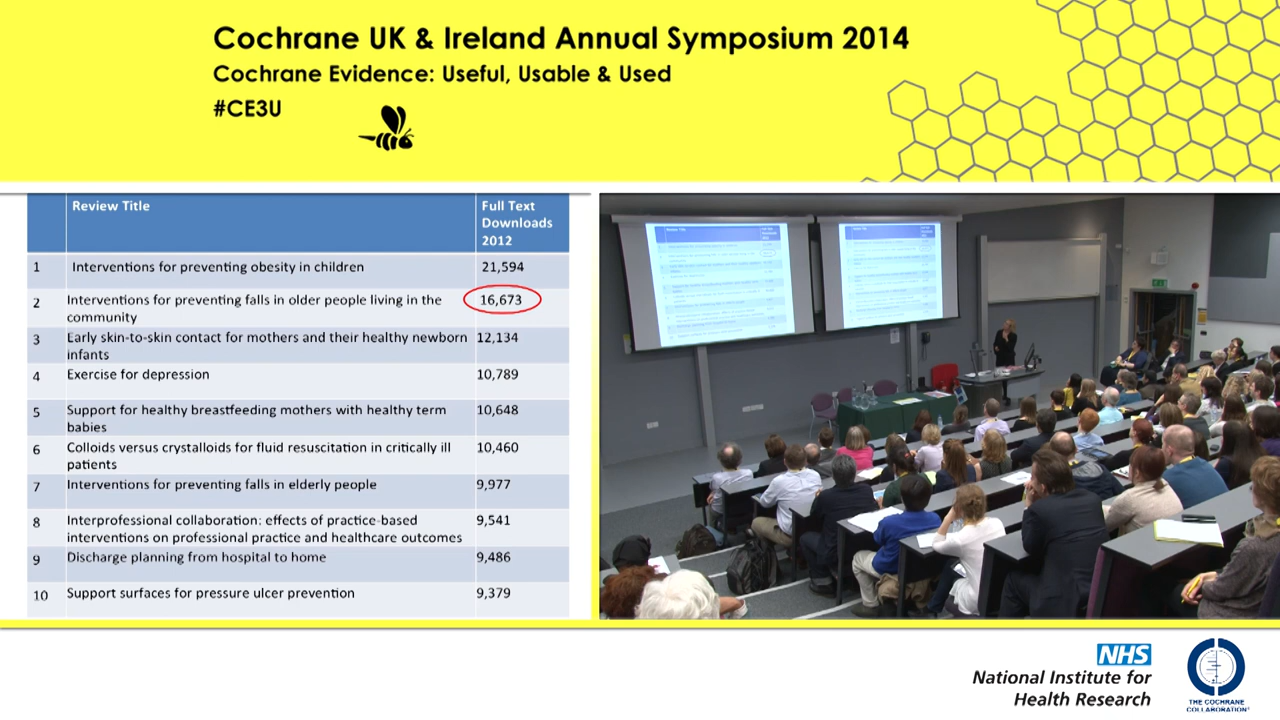 Cochrane UK & Ireland Annual Symposium 2014
Cochrane Evidence: Useful, Usable & Used
#CE3U
Review Title
Full Text
Downloads
2012
1 Interventions for preventing obesity in children 21,594
2 Interventions for preventing falls in older people living in the 16,673
community
3 Early skin-to-skin contact for mothers and their healthy newborn 12,134
infants
4 Exercise for depression 10,789
5 Support for healthy breastfeeding mothers with healthy term 10,648
babies
6 Colloids versus crystalloids for fluid resuscitation in critically ill 10,460
patients
7 Interventions for preventing falls in elderly people 9,977
8 Interprofessional collaboration: effects of practice-based 9,541
interventions on professional practice and healthcare outcomes
9 Discharge planning from hospital to home 9,486
10 Support surfaces for pressure ulcer prevention 9,379
NHS
National Institute for
Health Research
THE COCHRANE
COLLABORATION®